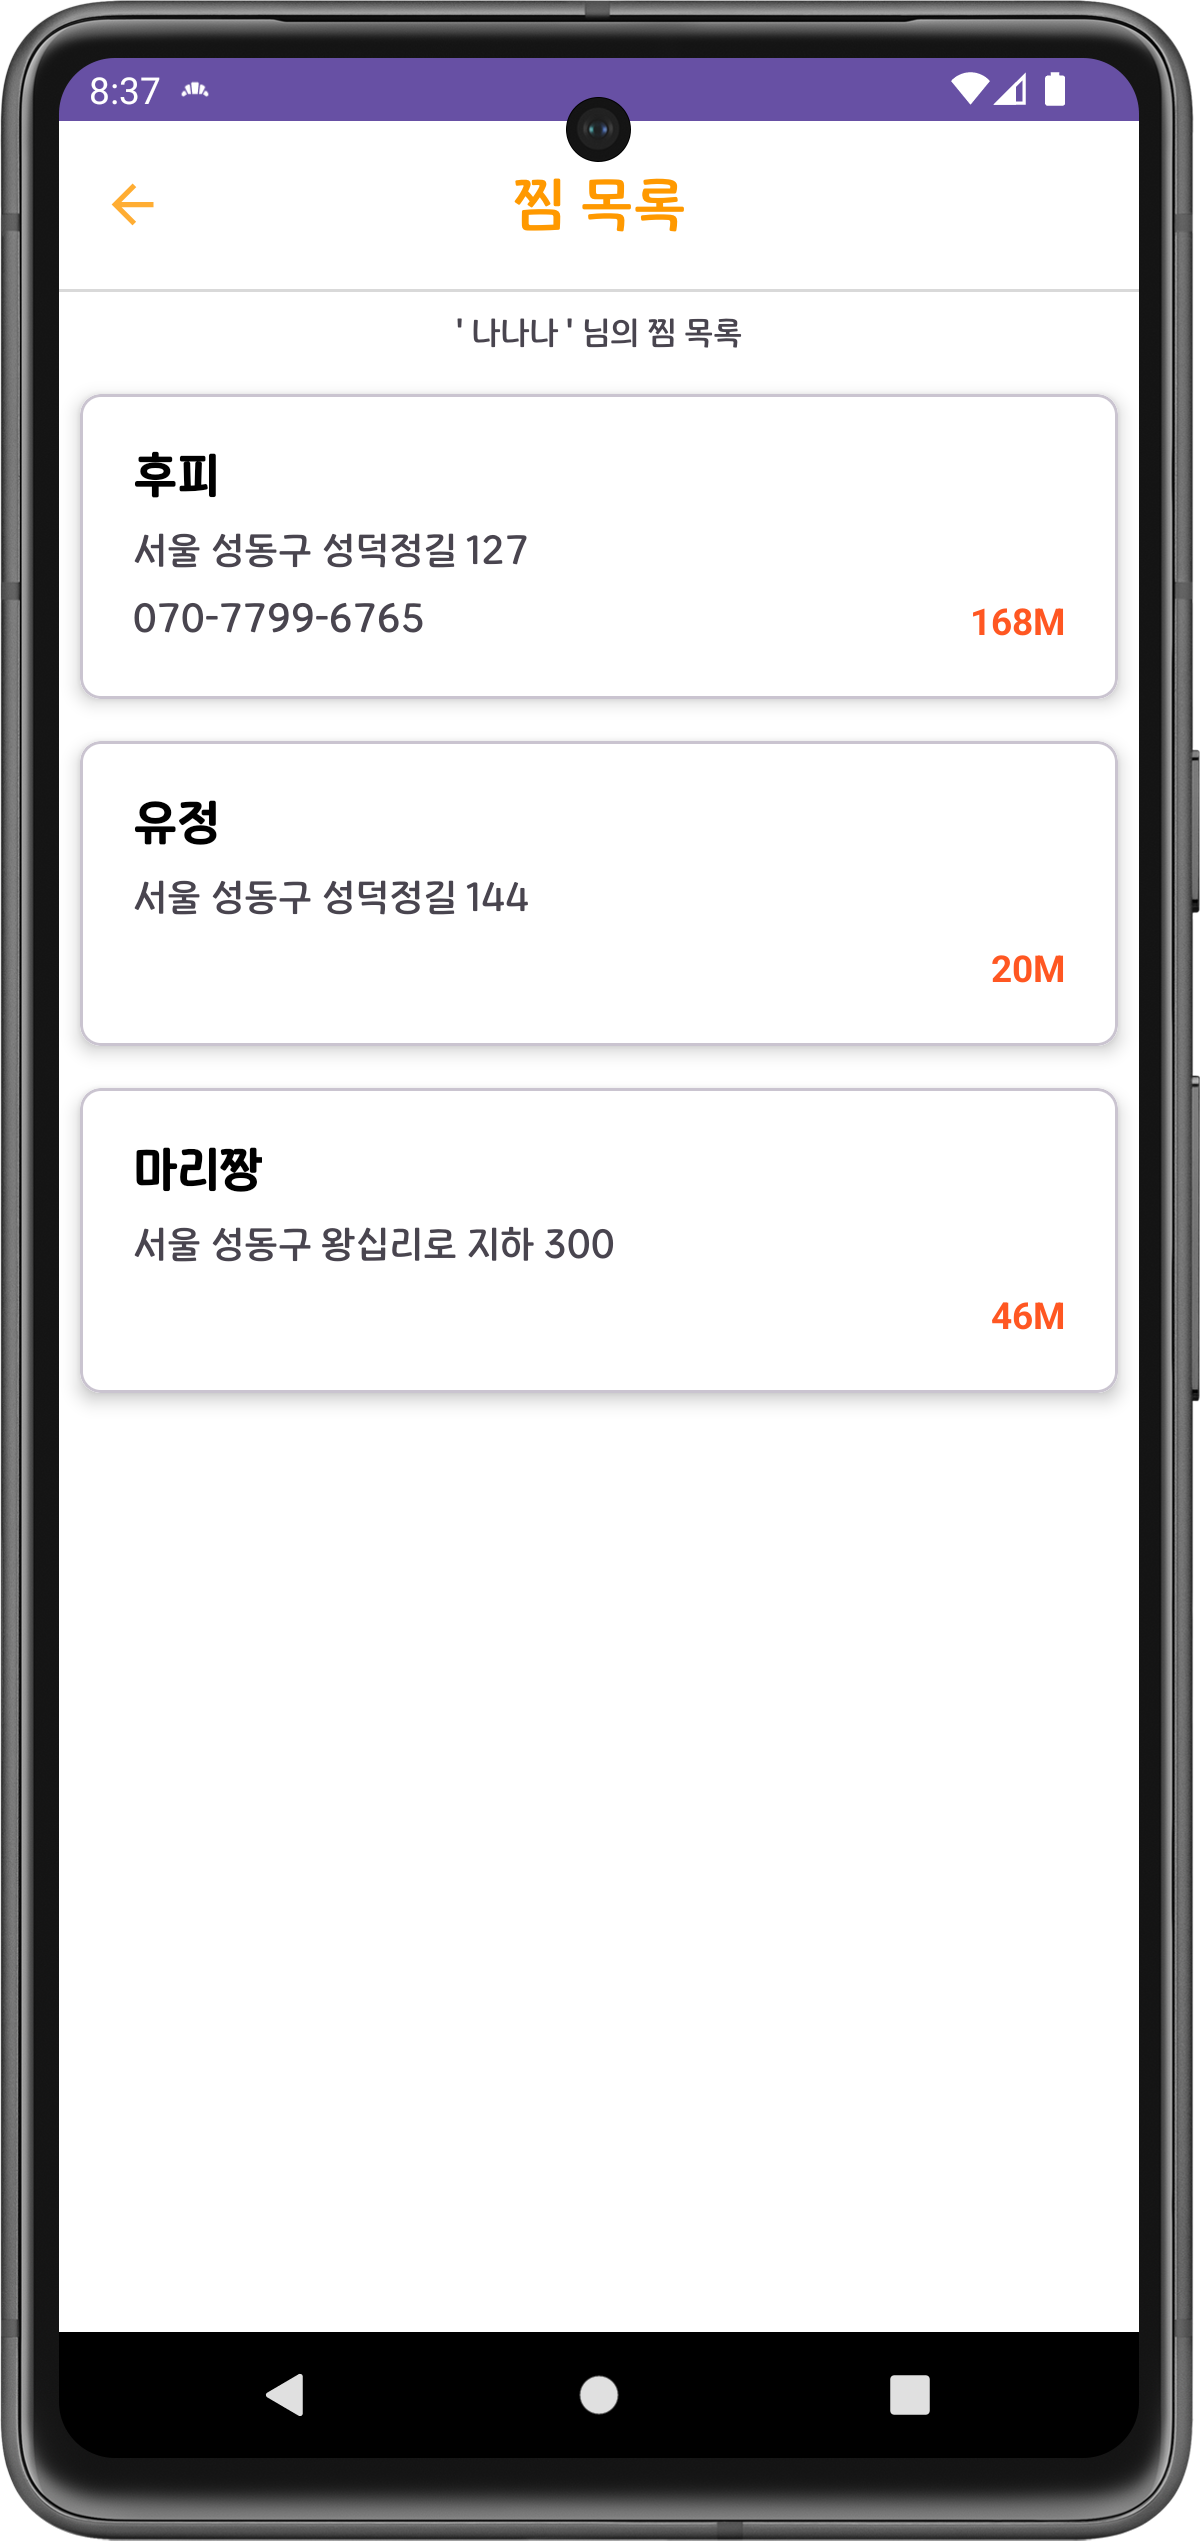 8:37
찜 목록
' 나나나 ' 님의 찜 목록
후피
서울 성동구 성덕정길 127
070-7799-6765
168M
유정
서울 성동구 성덕정길 144
20M
마리짱
서울 성동구 왕십리로 지하 300
46M